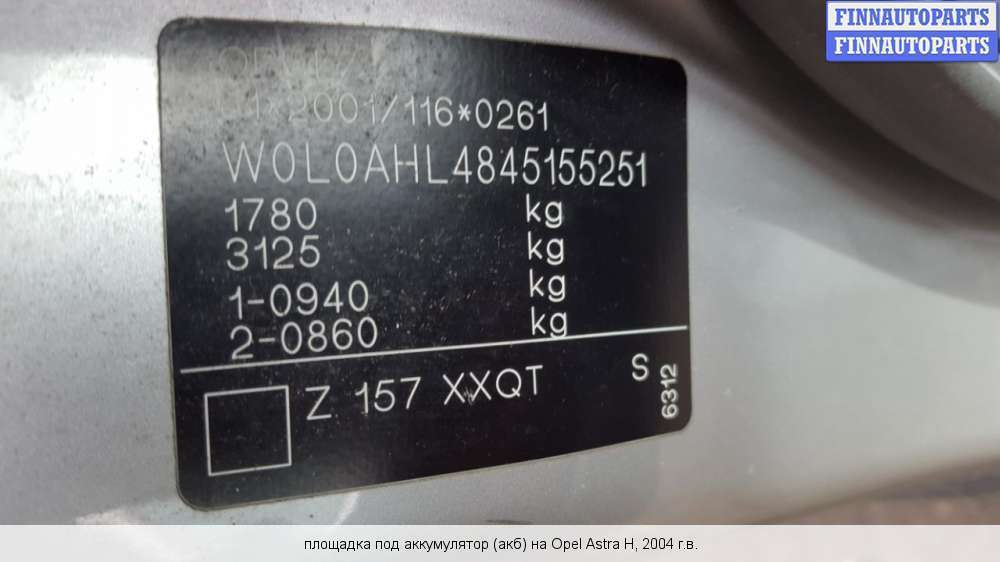 FINNAUTOPARTS
FINNAUTOPARTS
2001/116*0261
W0L0AHL4845155251
1780 kg
3125 kg
1-0940 kg
2-0860 kg
Z 157 XXQT S
6312
площадка под аккумулятор (акб) на Opel Astra H, 2004 г.в.